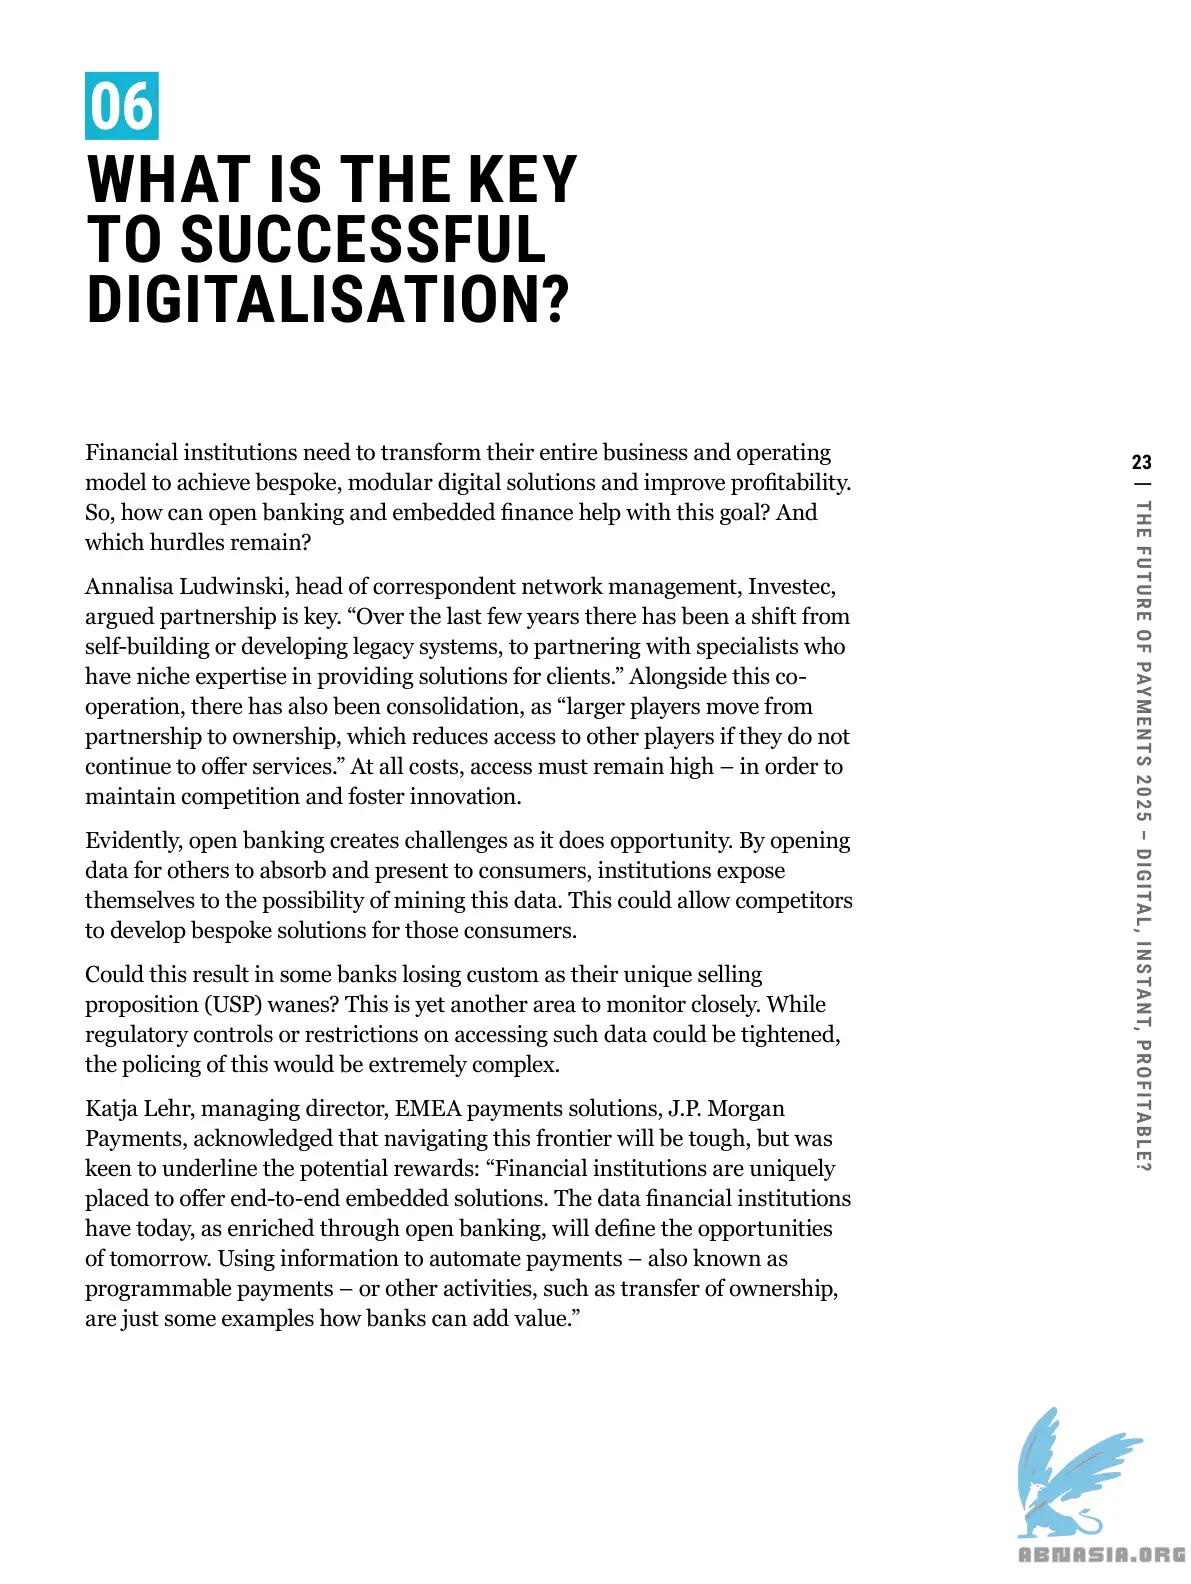 06
WHAT IS THE KEY
TO SUCCESSFUL
DIGITALISATION?
Financial institutions need to transform their entire business and operating
model to achieve bespoke, modular digital solutions and improve profitability.
So, how can open banking and embedded finance help with this goal? And
which hurdles remain?
Annalisa Ludwinski, head of correspondent network management, Investec,
argued partnership is key. “Over the last few years there has been a shift from
self-building or developing legacy systems, to partnering with specialists who
have niche expertise in providing solutions for clients.” Alongside this co-
operation, there has also been consolidation, as “larger players move from
partnership to ownership, which reduces access to other players if they do not
continue to offer services.” At all costs, access must remain high – in order to
maintain competition and foster innovation.
Evidently, open banking creates challenges as it does opportunity. By opening
data for others to absorb and present to consumers, institutions expose
themselves to the possibility of mining this data. This could allow competitors
to develop bespoke solutions for those consumers.
Could this result in some banks losing custom as their unique selling
proposition (USP) wanes? This is yet another area to monitor closely. While
regulatory controls or restrictions on accessing such data could be tightened,
the policing of this would be extremely complex.
Katja Lehr, managing director, EMEA payments solutions, J.P. Morgan
Payments, acknowledged that navigating this frontier will be tough, but was
keen to underline the potential rewards: “Financial institutions are uniquely
placed to offer end-to-end embedded solutions. The data financial institutions
have today, as enriched through open banking, will define the opportunities
of tomorrow. Using information to automate payments – also known as
programmable payments – or other activities, such as transfer of ownership,
are just some examples how banks can add value.”
23
THE FUTURE OF PAYMENTS 2025 – DIGITAL, INSTANT, PROFITABLE?
ABNASIA.ORG